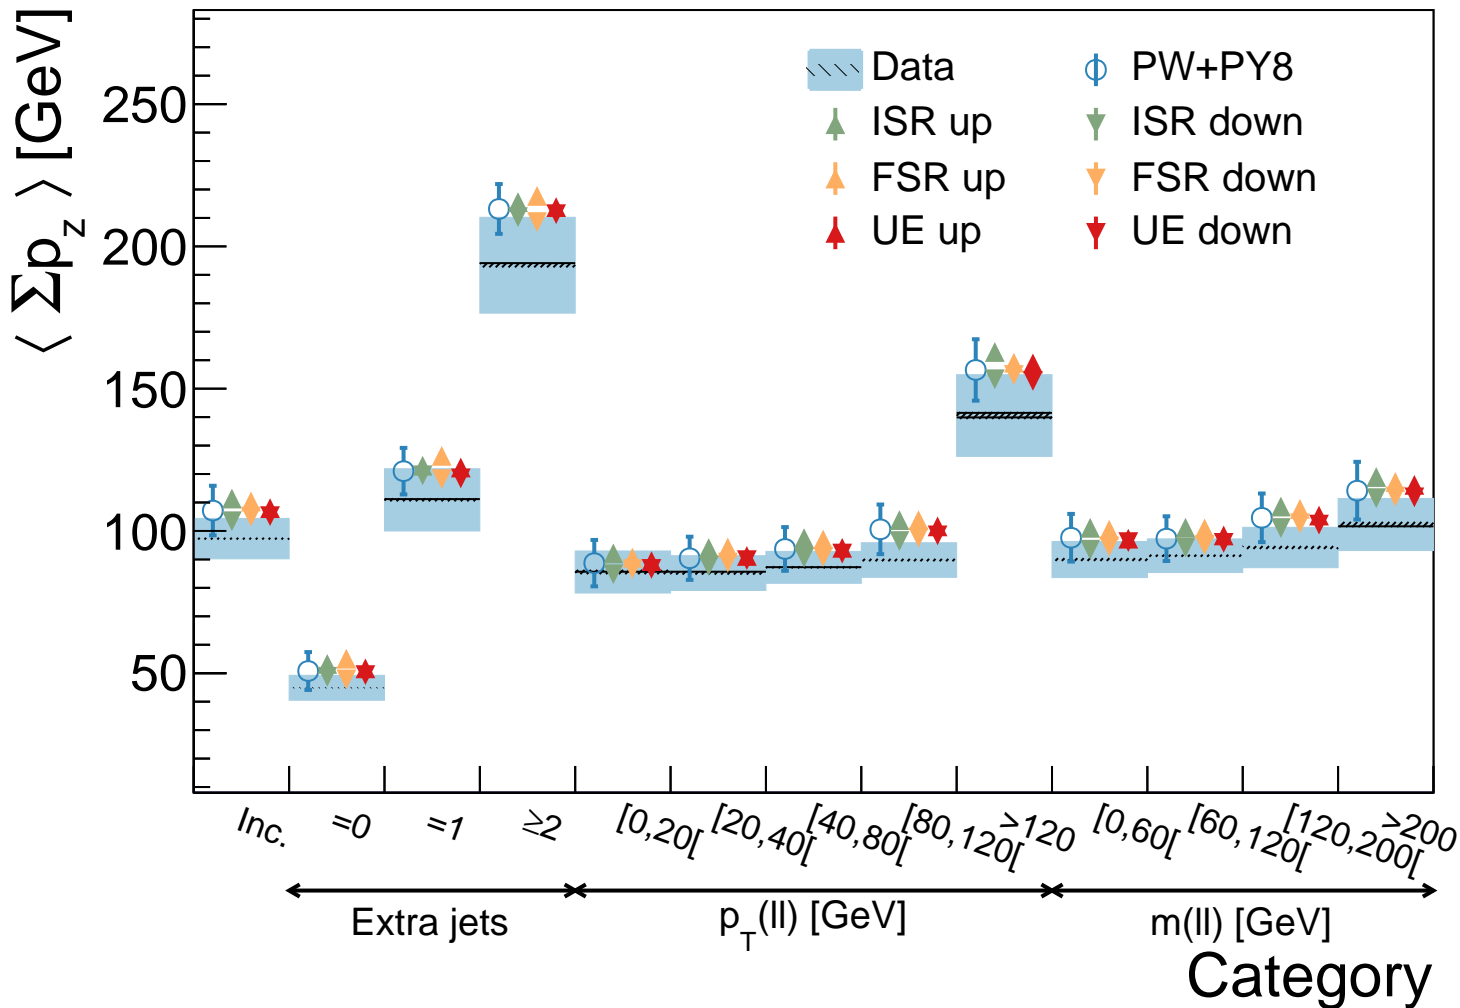 ⟨ Σp_z ⟩ [GeV]
250
200
150
100
50
Data
PW+PY8
ISR up
ISR down
FSR up
FSR down
UE up
UE down
Inc.
=0
=1
≥2
[0,20[
[20,40[
[40,80[
[80,120[
>120
[0,60[
[60,120[
[120,200[
>200
Extra jets
p_T(ll) [GeV]
m(ll) [GeV]
Category